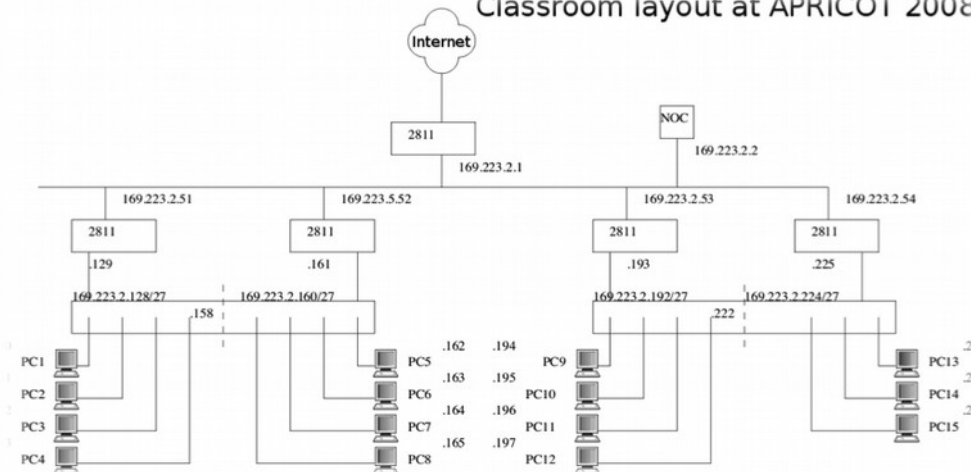 Classroom layout at APRICOT 2008
Internet
2811
NOC
169.223.2.1
169.223.2.2
169.223.2.51
169.223.5.52
169.223.2.53
169.223.2.54
2811
2811
2811
2811
.129
.161
.193
.225
169.223.2.128/27
169.223.2.160/27
169.223.2.192/27
169.223.2.224/27
.158
.222
PC1
PC5
.162
.194
PC9
PC13
PC2
PC6
.163
.195
PC10
PC14
PC3
PC7
.164
.196
PC11
PC15
PC4
PC8
.165
.197
PC12